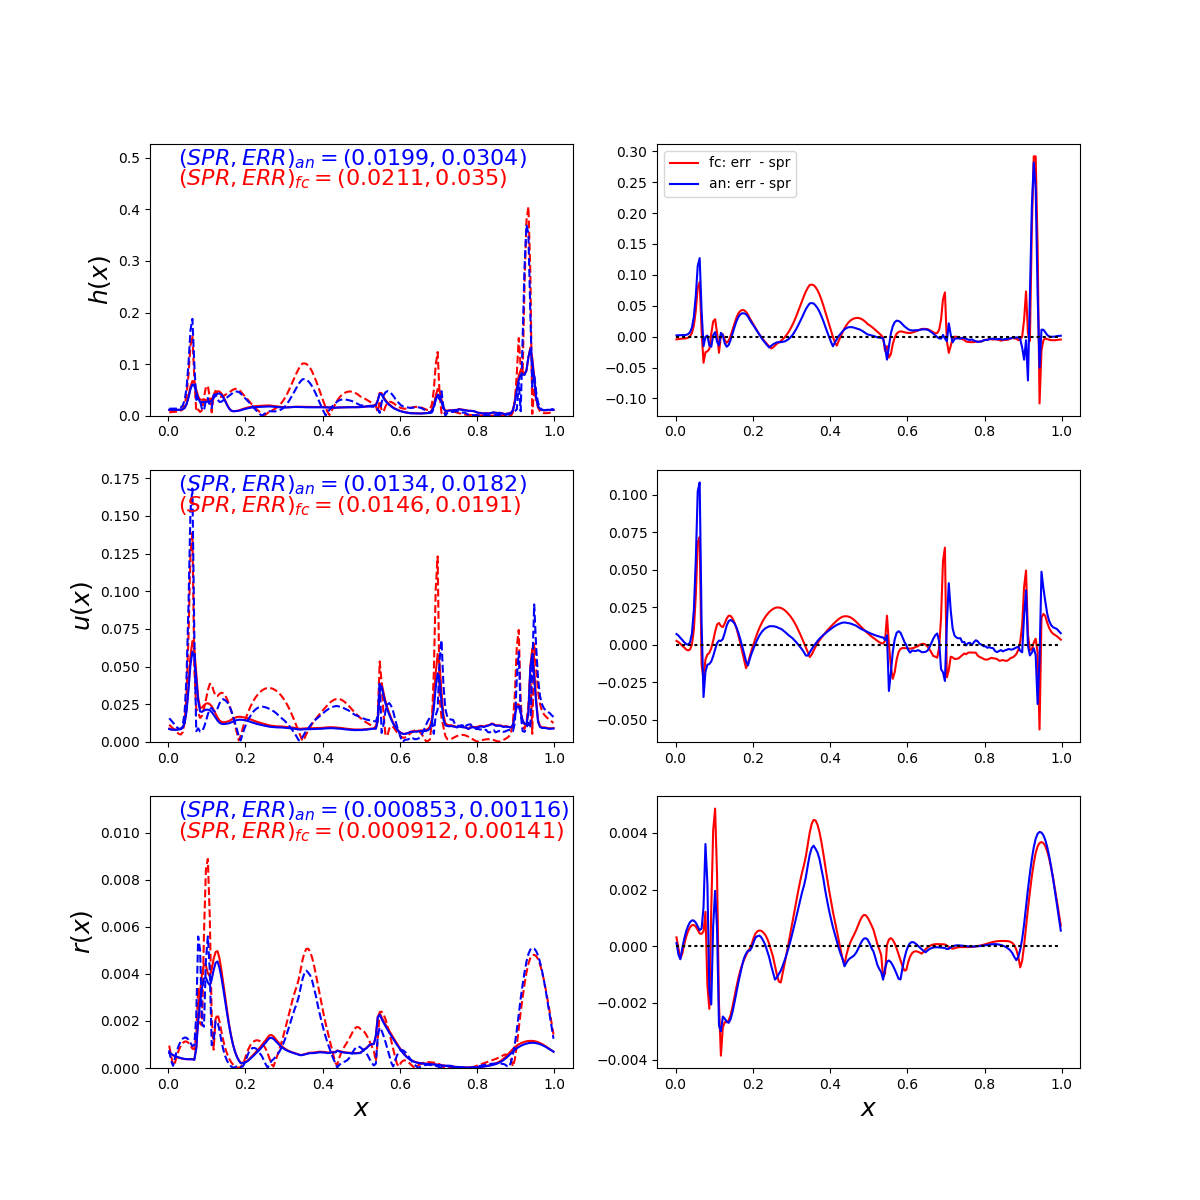 (SPR, ERR)an = (0.0199, 0.0304)
(SPR, ERR)fc = (0.0211, 0.035)
h(x)
0.5
0.4
0.3
0.2
0.1
0.0
0.0 0.2 0.4 0.6 0.8 1.0
fc: err - spr
an: err - spr
0.30
0.25
0.20
0.15
0.10
0.05
0.00
−0.05
−0.10
0.0 0.2 0.4 0.6 0.8 1.0
(SPR, ERR)an = (0.0134, 0.0182)
(SPR, ERR)fc = (0.0146, 0.0191)
u(x)
0.175
0.150
0.125
0.100
0.075
0.050
0.025
0.000
0.0 0.2 0.4 0.6 0.8 1.0
0.100
0.075
0.050
0.025
0.000
−0.025
−0.050
0.0 0.2 0.4 0.6 0.8 1.0
(SPR, ERR)an = (0.000853, 0.00116)
(SPR, ERR)fc = (0.000912, 0.00141)
r(x)
0.010
0.008
0.006
0.004
0.002
0.000
0.0 0.2 0.4 0.6 0.8 1.0
x
0.004
0.002
0.000
−0.002
−0.004
0.0 0.2 0.4 0.6 0.8 1.0
x